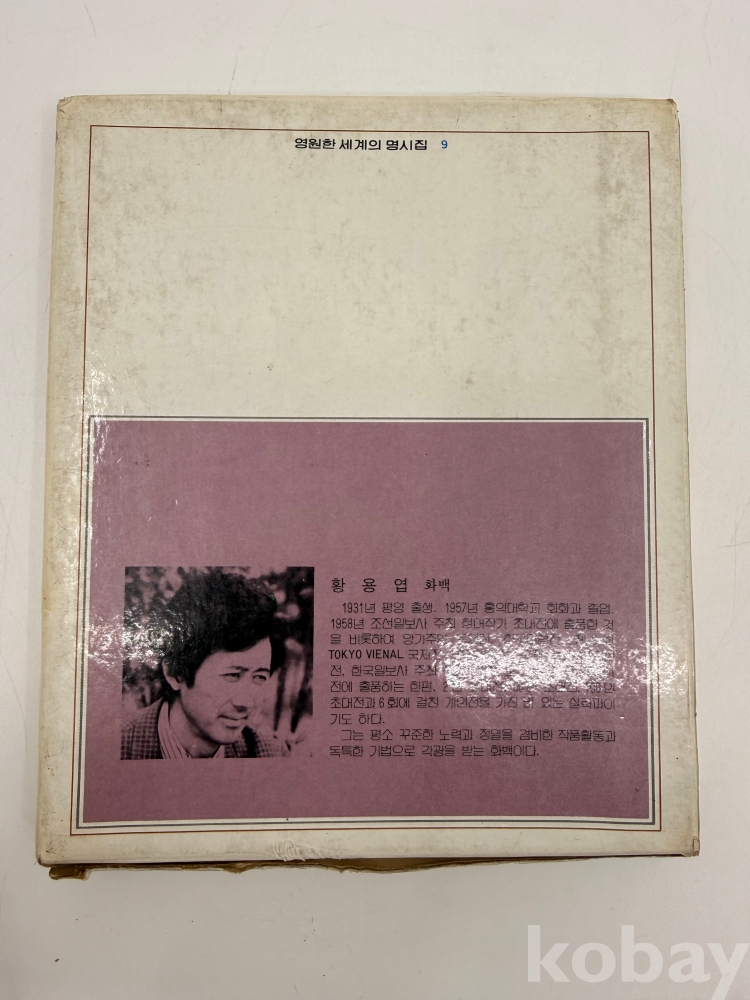 영원한 세계의 명시집 9
황 용 엽 화백
1931년 평양 출생. 1957년 홍익대학교 회화과 졸업.
1958년 조선일보사 주최 현대작가 초대전에 출품한 것
을 비롯하여 앙가주망
TOKYO VIENAL 국제
전, 한국일보사 주최
전에 출품하는 한편,
초대전과 6회에 걸친 개인전을 가진 바 있는 실력파이
기도 하다.
그는 평소 꾸준한 노력과 정열을 겸비한 작품활동과
독특한 기법으로 각광을 받는 화백이다.
kobay